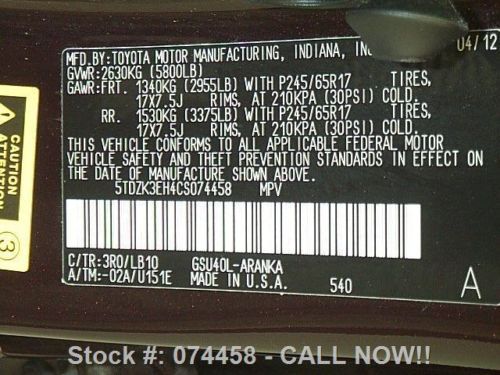 MFD.BY:TOYOTA MOTOR MANUFACTURING, INDIANA, INC. 04/12
GVWR:2630KG (5800LB)
GAWR:FRT. 1340KG (2955LB) WITH P245/65R17 TIRES,
17X7.5J RIMS, AT 210KPA (30PSI) COLD.
RR. 1530KG (3375LB) WITH P245/65R17 TIRES,
17X7.5J RIMS, AT 210KPA (30PSI) COLD.
THIS VEHICLE CONFORMS TO ALL APPLICABLE FEDERAL MOTOR
VEHICLE SAFETY AND THEFT PREVENTION STANDARDS IN EFFECT ON
THE DATE OF MANUFACTURE SHOWN ABOVE.
5TDZK3EH4CS074458 MPV
C/TR:3R0/LB10 GSU40L-ARANKA
A/TM:-02A/U151E MADE IN U.S.A. 540 A
CAUTION
ATTENTION
3
Stock #: 074458 - CALL NOW!!